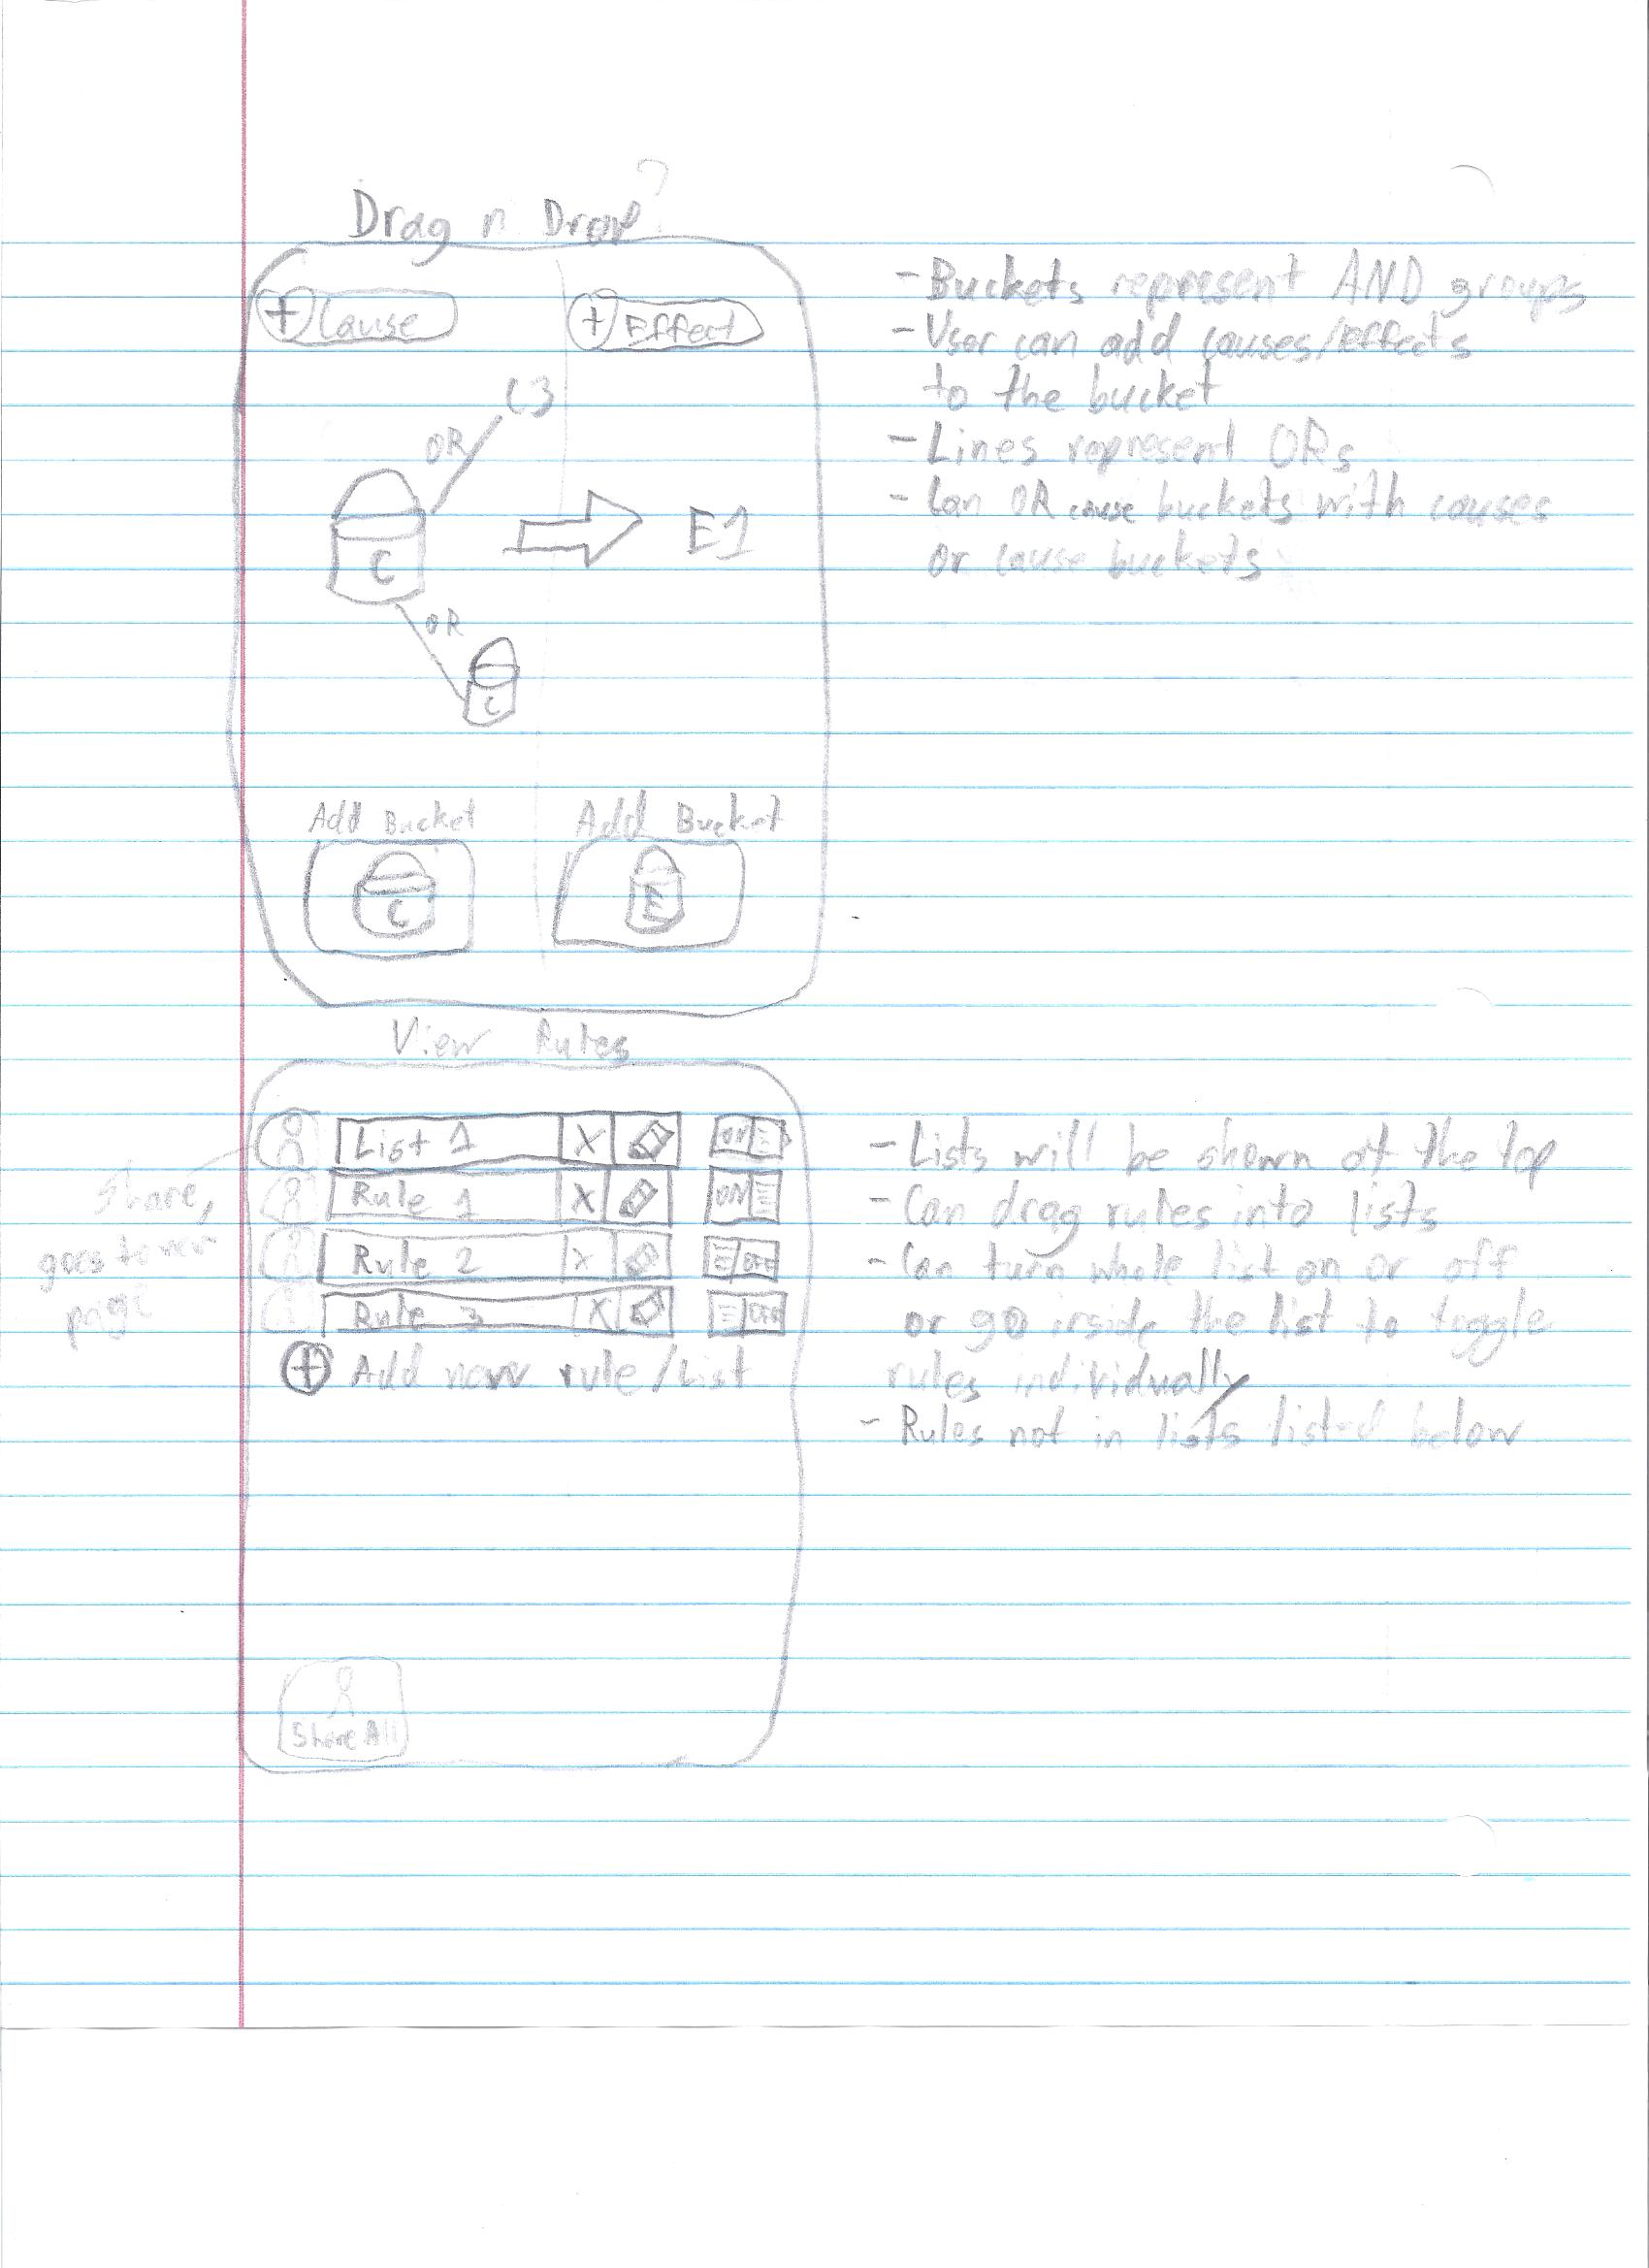 Drag n Drop?
+ Cause
+ Effect
C3
OR
C
E1
OR
C
Add Bucket
Add Bucket
C
E
- Buckets represent AND groups
- User can add causes/effects
to the bucket
- Lines represent ORs
- Can OR cause buckets with causes
or cause buckets
View Rules
List 1 X ON
Rule 1 X ON
Rule 2 X OFF
Rule 3 X OFF
+ Add new rule/List
Share,
goes to new
page
Share All
- Lists will be shown at the top
- Can drag rules into lists
- Can turn whole list on or off
or go inside the list to toggle
rules individually
- Rules not in lists listed below